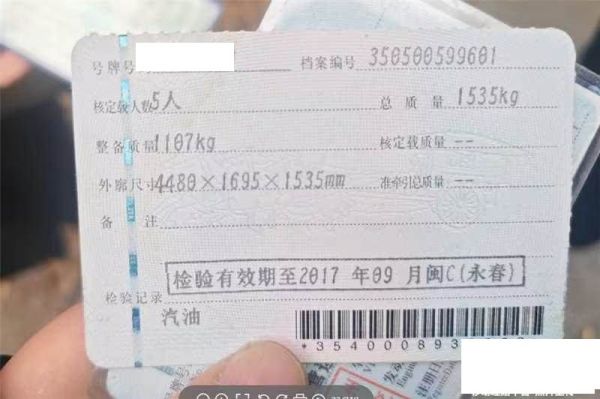 号牌号 档案编号 350500599601
核定载人数 5人 总质量 1535kg
整备质量 1107kg 核定载质量 --
外廓尺寸 4480×1695×1535mm 准牵引总质量 --
备注
检验有效期至2017 年09 月闽C(永春)
检验记录
汽油
*354000893